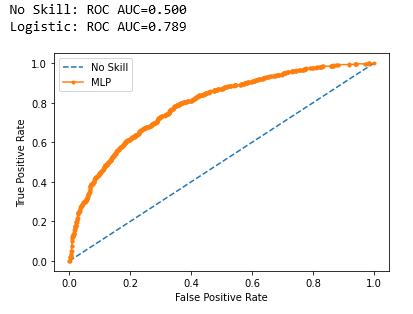 No Skill: ROC AUC=0.500
Logistic: ROC AUC=0.789
1.0
0.8
0.6
0.4
0.2
0.0
True Positive Rate
No Skill
MLP
0.0 0.2 0.4 0.6 0.8 1.0
False Positive Rate